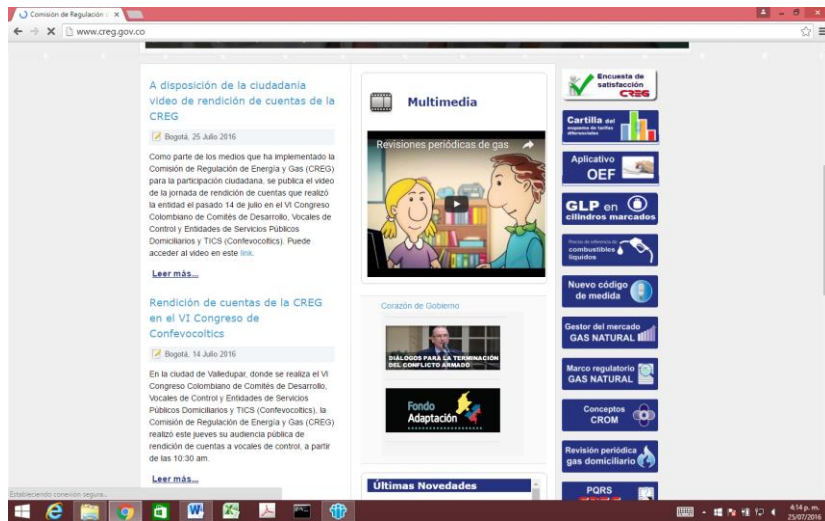 Comisión de Regulación
www.creg.gov.co
A disposición de la ciudadanía
video de rendición de cuentas de la
CREG
Bogotá, 25 Julio 2016
Como parte de los medios que ha implementado la
Comisión de Regulación de Energía y Gas (CREG)
para la participación ciudadana, se publica el video
de la jornada de rendición de cuentas que realizó
la entidad el pasado 14 de julio en el VI Congreso
Colombiano de Comités de Desarrollo, Vocales de
Control y Entidades de Servicios Públicos
Domiciliarios y TICS (Confevocoltics). Puede
acceder al video en este link.
Leer más...
Rendición de cuentas de la CREG
en el VI Congreso de
Confevocoltics
Bogotá, 14 Julio 2016
En la ciudad de Valledupar, donde se realiza el VI
Congreso Colombiano de Comités de Desarrollo,
Vocales de Control y Entidades de Servicios
Públicos Domiciliarios y TICS (Confevocoltics), la
Comisión de Regulación de Energía y Gas (CREG)
realizó este jueves su audiencia pública de
rendición de cuentas a vocales de control, a partir
de las 10:30 am.
Leer más...
Multimedia
Revisiones periódicas de gas
Corazón de Gobierno
DIÁLOGOS PARA LA TERMINACIÓN
DEL CONFLICTO ARMADO
Fondo
Adaptación
Últimas Novedades
Encuesta de
satisfacción
CREG
Cartilla del
esquema de tarifas
diferenciales
Aplicativo
OEF
GLP en
cilindros marcados
Precios de referencia de
combustibles
líquidos
Nuevo código
de medida
Gestor del mercado
GAS NATURAL
Marco regulatorio
GAS NATURAL
Conceptos
CROM
Revisión periódica
gas domiciliario
PQRS
Estableciendo conexión segura...
4:14 p. m.
25/07/2016